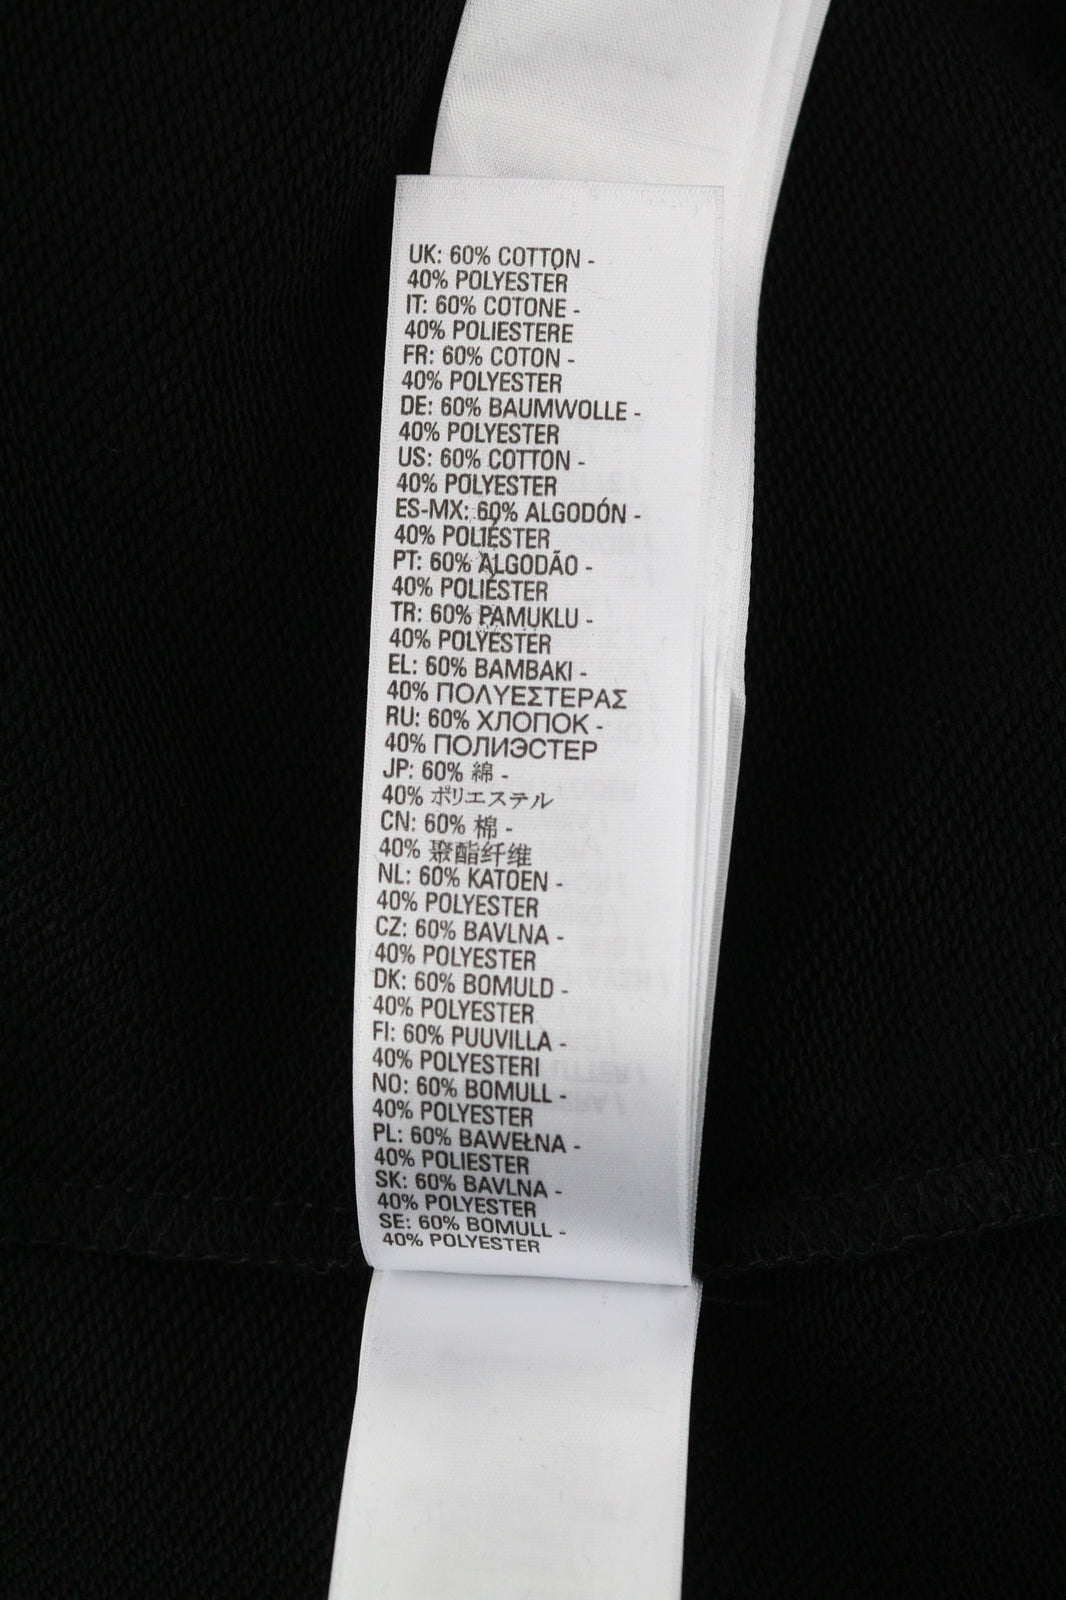 UK: 60% COTTON -
40% POLYESTER
IT: 60% COTONE -
40% POLIESTERE
FR: 60% COTON -
40% POLYESTER
DE: 60% BAUMWOLLE -
40% POLYESTER
US: 60% COTTON -
40% POLYESTER
ES-MX: 60% ALGODÓN -
40% POLIÉSTER
PT: 60% ALGODÃO -
40% POLIÉSTER
TR: 60% PAMUKLU -
40% POLYESTER
EL: 60% ΒΑΜΒΑΚΙ -
40% ΠΟΛΥΕΣΤΕΡΑΣ
RU: 60% ХЛОПОК -
40% ПОЛИЭСТЕР
JP: 60% 綿 -
40% ポリエステル
CN: 60% 棉 -
40% 聚酯纤维
NL: 60% KATOEN -
40% POLYESTER
CZ: 60% BAVLNA -
40% POLYESTER
DK: 60% BOMULD -
40% POLYESTER
FI: 60% PUUVILLA -
40% POLYESTERI
NO: 60% BOMULL -
40% POLYESTER
PL: 60% BAWEŁNA -
40% POLIESTER
SK: 60% BAVLNA -
40% POLYESTER
SE: 60% BOMULL -
40% POLYESTER